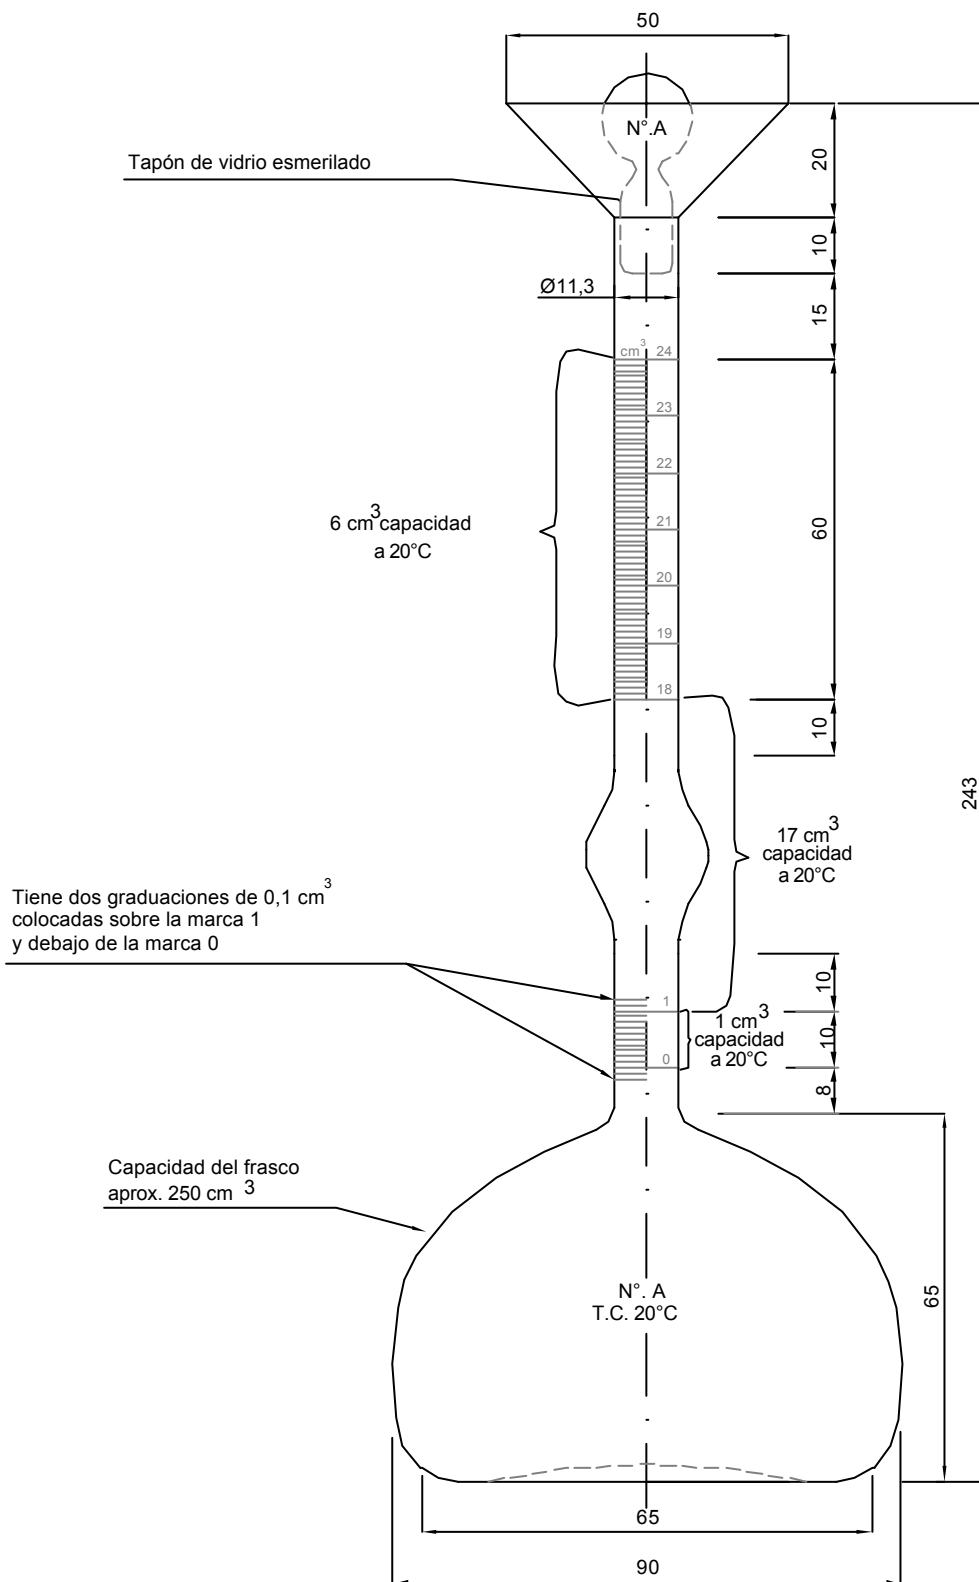 50
N°.A
Tapón de vidrio esmerilado
20
10
Ø11,3
15
cm³ 24
23
22
6 cm³ capacidad
a 20°C
21
60
20
19
18
10
243
17 cm³
capacidad
a 20°C
Tiene dos graduaciones de 0,1 cm³
colocadas sobre la marca 1
y debajo de la marca 0
10
1
1 cm³
capacidad
a 20°C
10
0
8
Capacidad del frasco
aprox. 250 cm ³
N°. A
T.C. 20°C
65
65
90